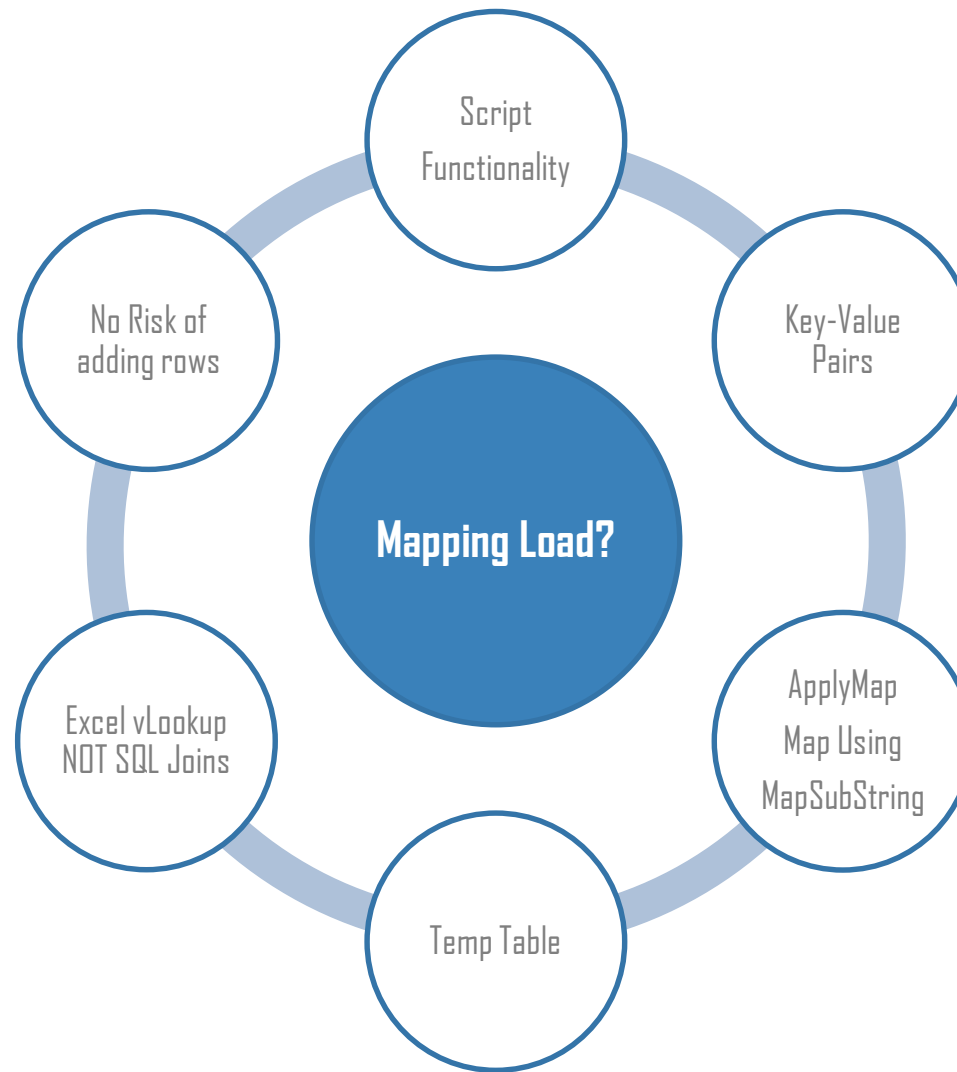 Script
Functionality
Key-Value
Pairs
ApplyMap
Map Using
MapSubString
Temp Table
Excel vLookup
NOT SQL Joins
No Risk of
adding rows
Mapping Load?